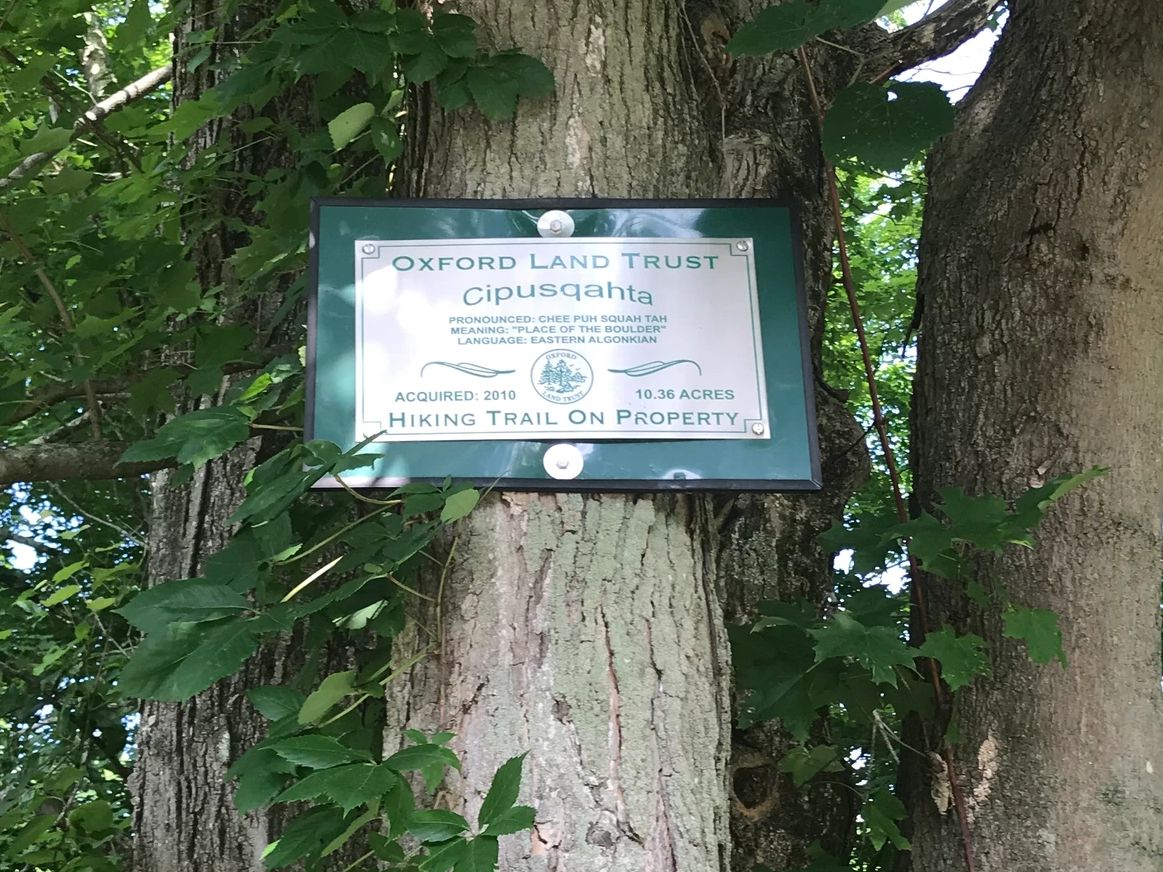 OXFORD LAND TRUST
Cipusqahta
PRONOUNCED: CHEE PUH SQUAH TAH
MEANING: "PLACE OF THE BOULDER"
LANGUAGE: EASTERN ALGONKIAN
OXFORD
LAND TRUST
ACQUIRED: 2010
10.36 ACRES
HIKING TRAIL ON PROPERTY